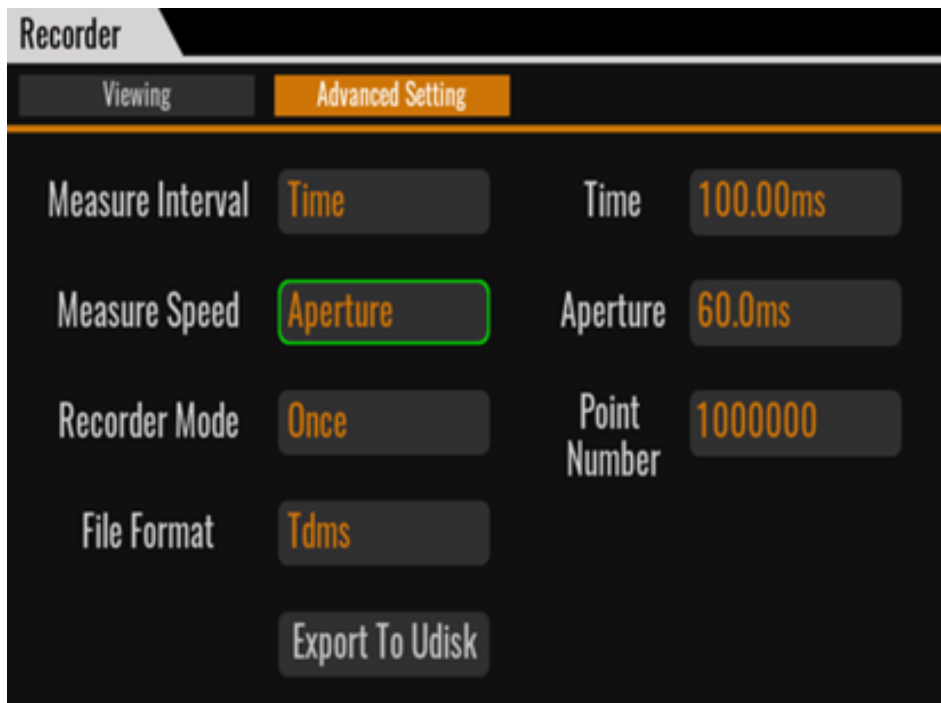 Recorder
Viewing Advanced Setting
Measure Interval Time Time 100.00ms
Measure Speed Aperture Aperture 60.0ms
Recorder Mode Once Point Number 1000000
File Format Tdms
Export To Udisk